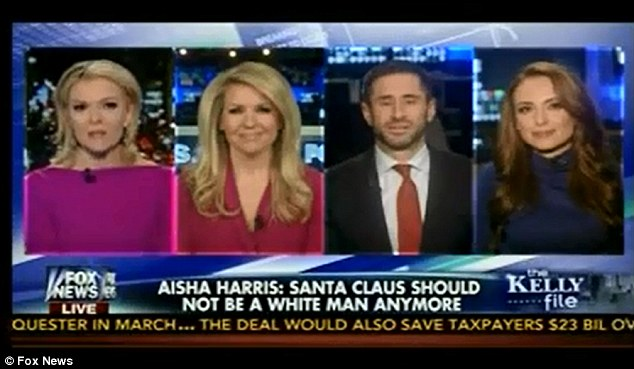 FOX
NEWS
LIVE
AISHA HARRIS: SANTA CLAUS SHOULD
NOT BE A WHITE MAN ANYMORE
the
KELLY
file
QUESTER IN MARCH... THE DEAL WOULD ALSO SAVE TAXPAYERS $23 BIL OV
© Fox News